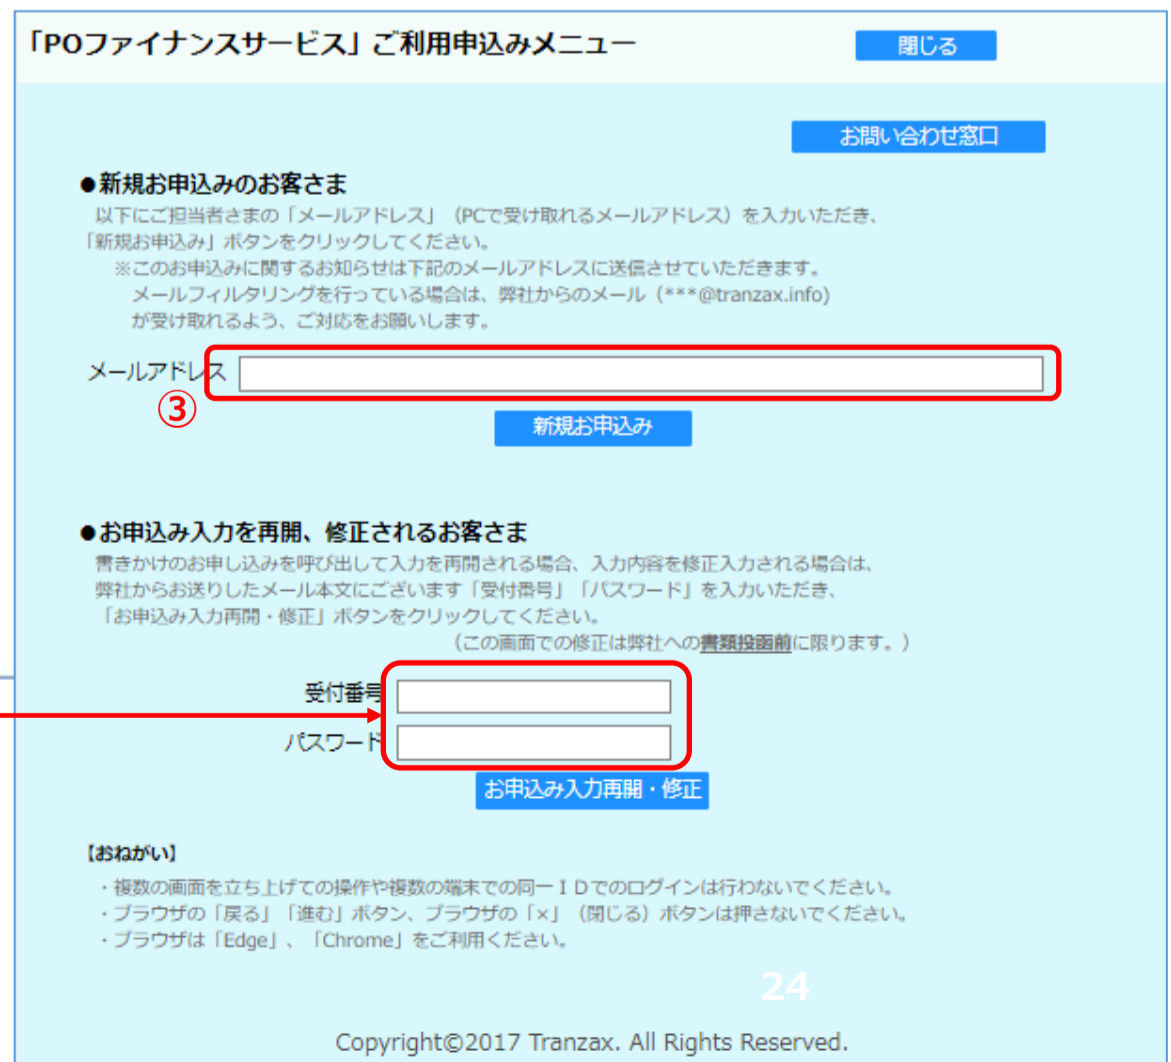 「POファイナンスサービス」ご利用申込みメニュー
閉じる
お問い合わせ窓口
●新規お申込みのお客さま
以下にご担当者さまの「メールアドレス」（PCで受け取れるメールアドレス）を入力いただき、
「新規お申込み」ボタンをクリックしてください。
※このお申込みに関するお知らせは下記のメールアドレスに送信させていただきます。
メールフィルタリングを行っている場合は、弊社からのメール（***@tranzax.info)
が受け取れるよう、ご対応をお願いします。
メールアドレス
③
新規お申込み
●お申込み入力を再開、修正されるお客さま
書きかけのお申し込みを呼び出して入力を再開される場合、入力内容を修正入力される場合は、
弊社からお送りしたメール本文にございます「受付番号」「パスワード」を入力いただき、
「お申込み入力再開・修正」ボタンをクリックしてください。
（この画面での修正は弊社への書類投函前に限ります。）
受付番号
パスワード
お申込み入力再開・修正
【おねがい】
・複数の画面を立ち上げての操作や複数の端末での同一ＩＤでのログインは行わないでください。
・ブラウザの「戻る」「進む」ボタン、ブラウザの「×」（閉じる）ボタンは押さないでください。
・ブラウザは「Edge」、「Chrome」をご利用ください。
24
Copyright©2017 Tranzax. All Rights Reserved.